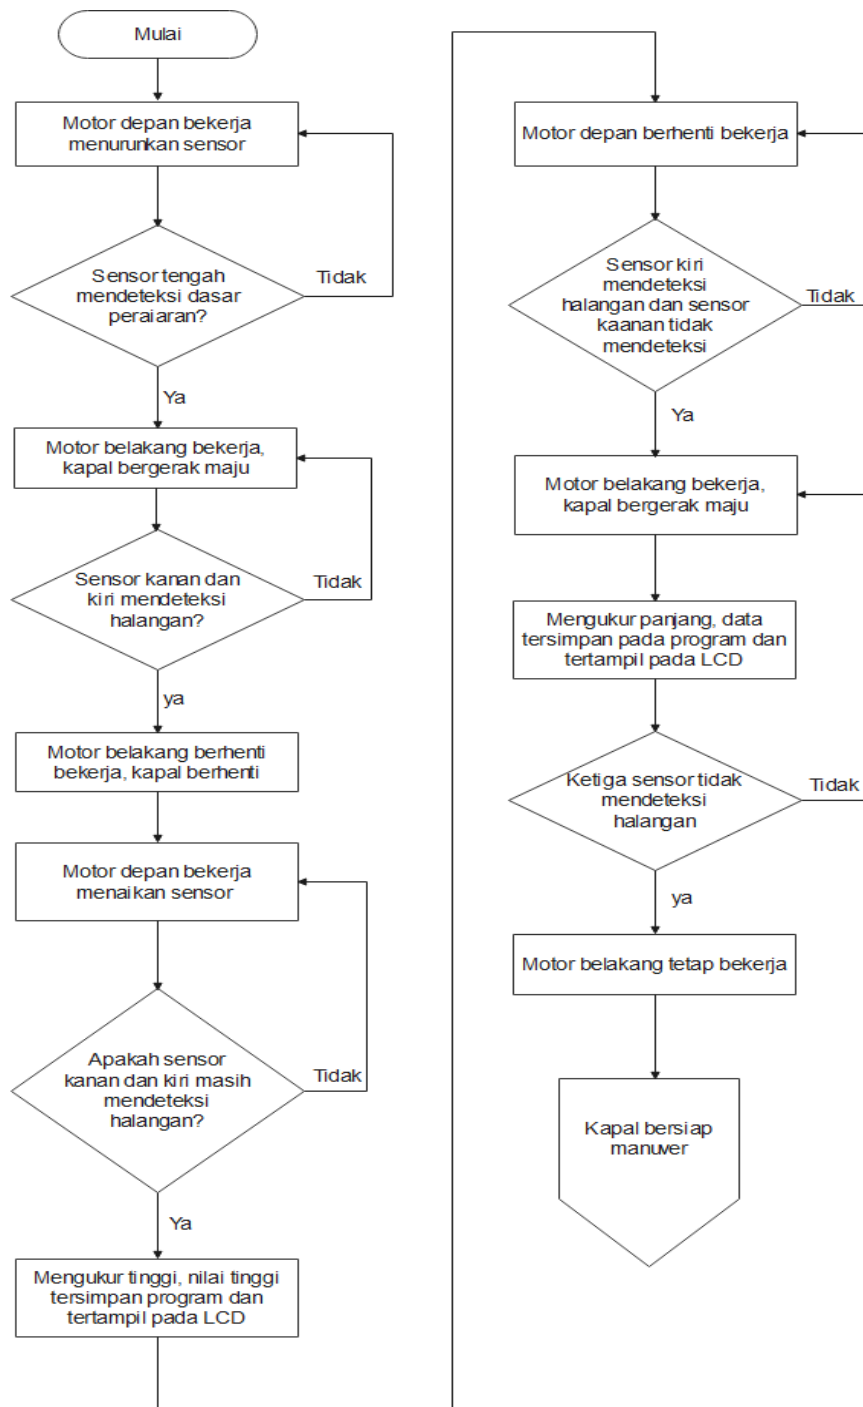 Mulai
Motor depan bekerja
menurunkan sensor
Sensor tengah
mendeteksi dasar
peraiaran?
Tidak
Ya
Motor belakang bekerja,
kapal bergerak maju
Sensor kanan dan
kiri mendeteksi
halangan?
Tidak
ya
Motor belakang berhenti
bekerja, kapal berhenti
Motor depan bekerja
menaikan sensor
Apakah sensor
kanan dan kiri masih
mendeteksi
halangan?
Tidak
Ya
Mengukur tinggi, nilai tinggi
tersimpan program dan
tertampil pada LCD
Motor depan berhenti bekerja
Sensor kiri
mendeteksi
halangan dan sensor
kaanan tidak
mendeteksi
Tidak
Ya
Motor belakang bekerja,
kapal bergerak maju
Mengukur panjang, data
tersimpan pada program dan
tertampil pada LCD
Ketiga sensor tidak
mendeteksi
halangan
Tidak
ya
Motor belakang tetap bekerja
Kapal bersiap
manuver